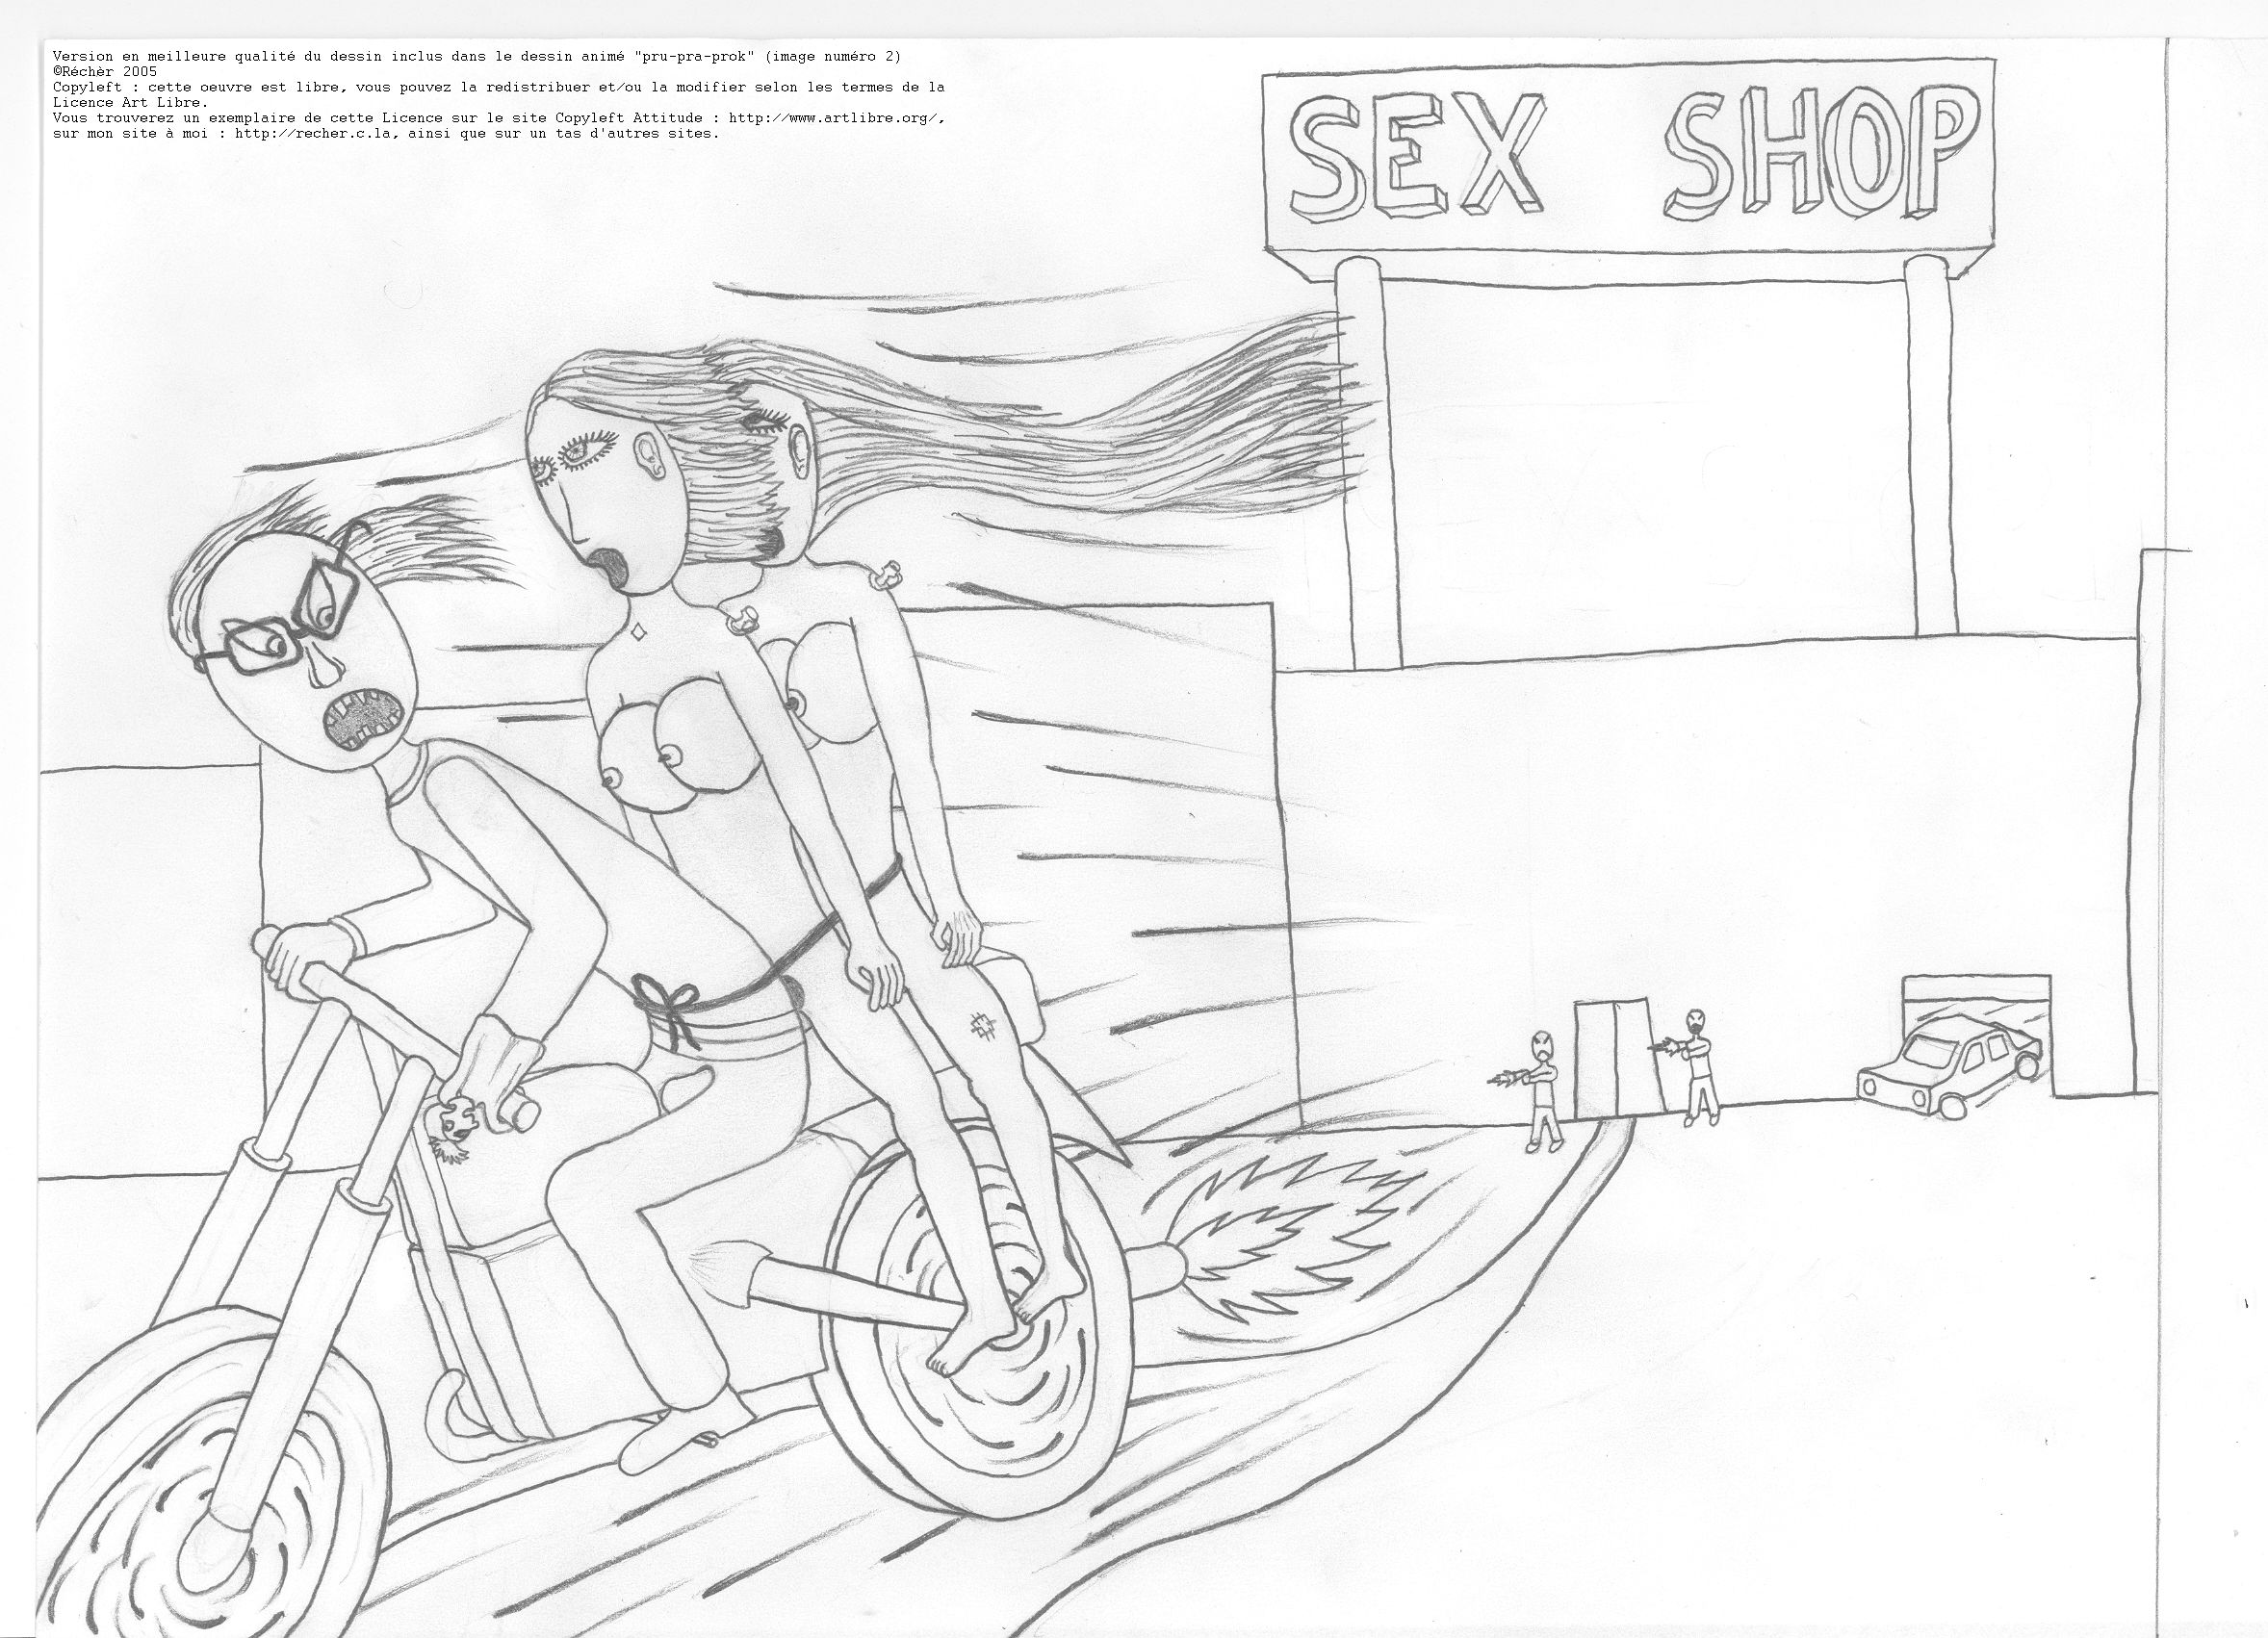 Version en meilleure qualité du dessin inclus dans le dessin animé "pru-pra-prok" (image numéro 2)
©Réchèr 2005
Copyleft : cette oeuvre est libre, vous pouvez la redistribuer et/ou la modifier selon les termes de la
Licence Art Libre.
Vous trouverez un exemplaire de cette Licence sur le site Copyleft Attitude : http://www.artlibre.org/,
sur mon site à moi : http://recher.c.la, ainsi que sur un tas d'autres sites.
SEX SHOP